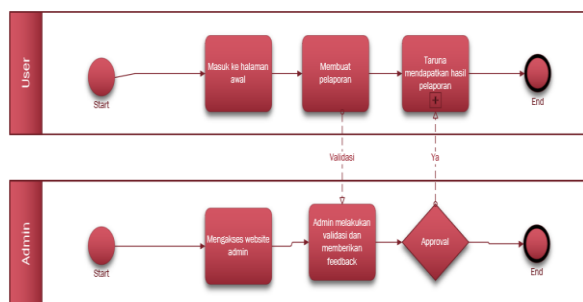 User
Start
Masuk ke halaman
awal
Membuat
pelaporan
Taruna
mendapatkan hasil
pelaporan
End
Validasi
Ya
Admin
Start
Mengakses website
admin
Admin melakukan
validasi dan
memberikan
feedback
Approval
End